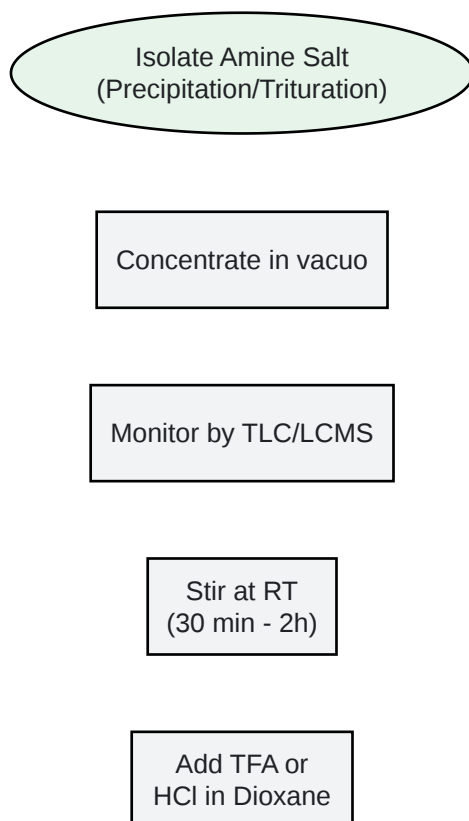 Isolate Amine Salt
(Precipitation/Trituration)
Concentrate in vacuo
Monitor by TLC/LCMS
Stir at RT
(30 min - 2h)
Add TFA or
HCl in Dioxane